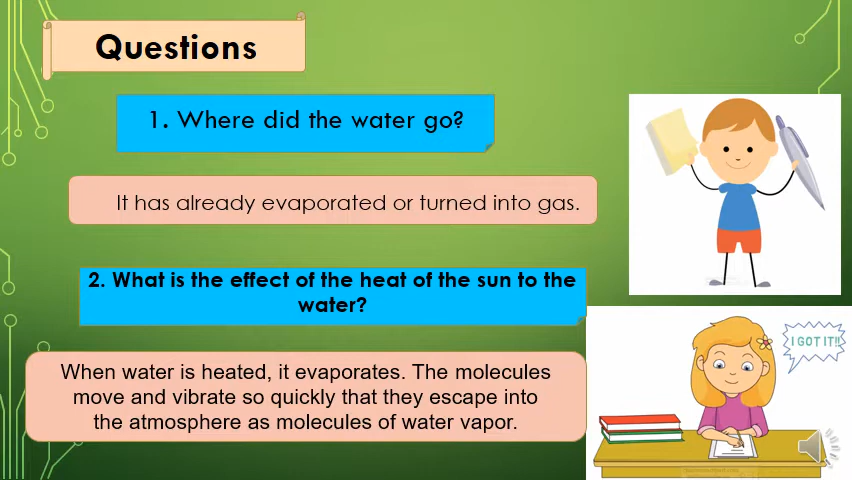 Questions
1. Where did the water go?
It has already evaporated or turned into gas.
2. What is the effect of the heat of the sun to the
water?
When water is heated, it evaporates. The molecules
move and vibrate so quickly that they escape into
the atmosphere as molecules of water vapor.
I GOT IT!!